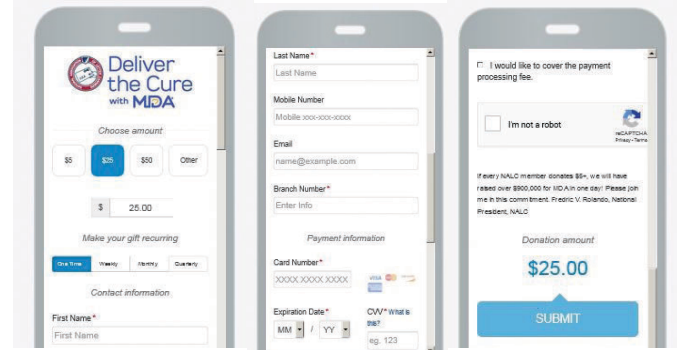 Deliver
the Cure
with MDA
Choose amount
$5
$25
$50
Other
$ 25.00
Make your gift recurring
One Time
Weekly
Monthly
Quarterly
Contact information
First Name*
First Name
Last Name*
Last Name
Mobile Number
Mobile xxx-xxx-xxxx
Email
name@example.com
Branch Number*
Enter Info
Payment information
Card Number*
XXXX XXXX XXXX
VISA
Expiration Date*
MM / YY
CVV* What is
this?
eg. 123
I would like to cover the payment
processing fee.
I'm not a robot
reCAPTCHA
Privacy - Terms
If every NALC member donates $5+, we will have
raised over $900,000 for MDA in one day! Please join
me in this commitment. Fredric V. Rolando, National
President, NALC
Donation amount
$25.00
SUBMIT